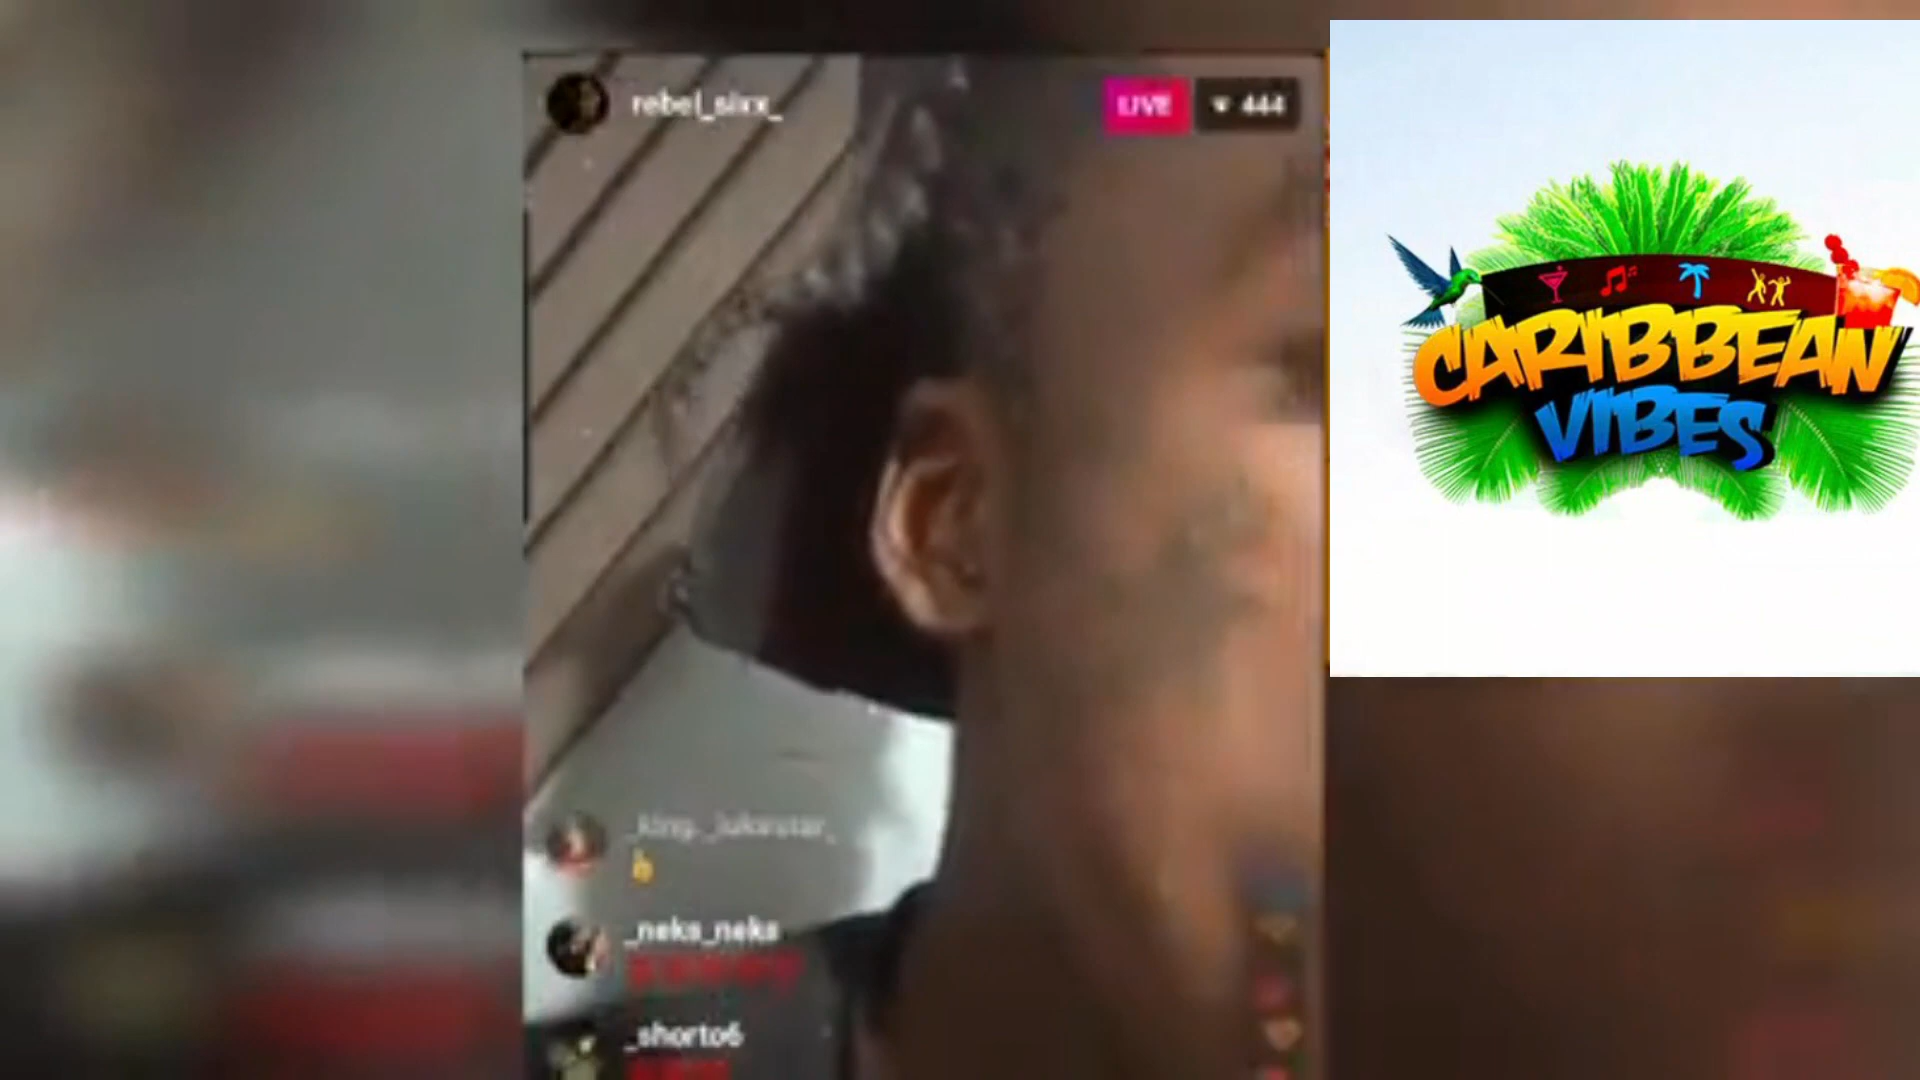 rebel_sixx_
LIVE
444
CARIBBEAN
VIBES
_neks_neks
_shorto6